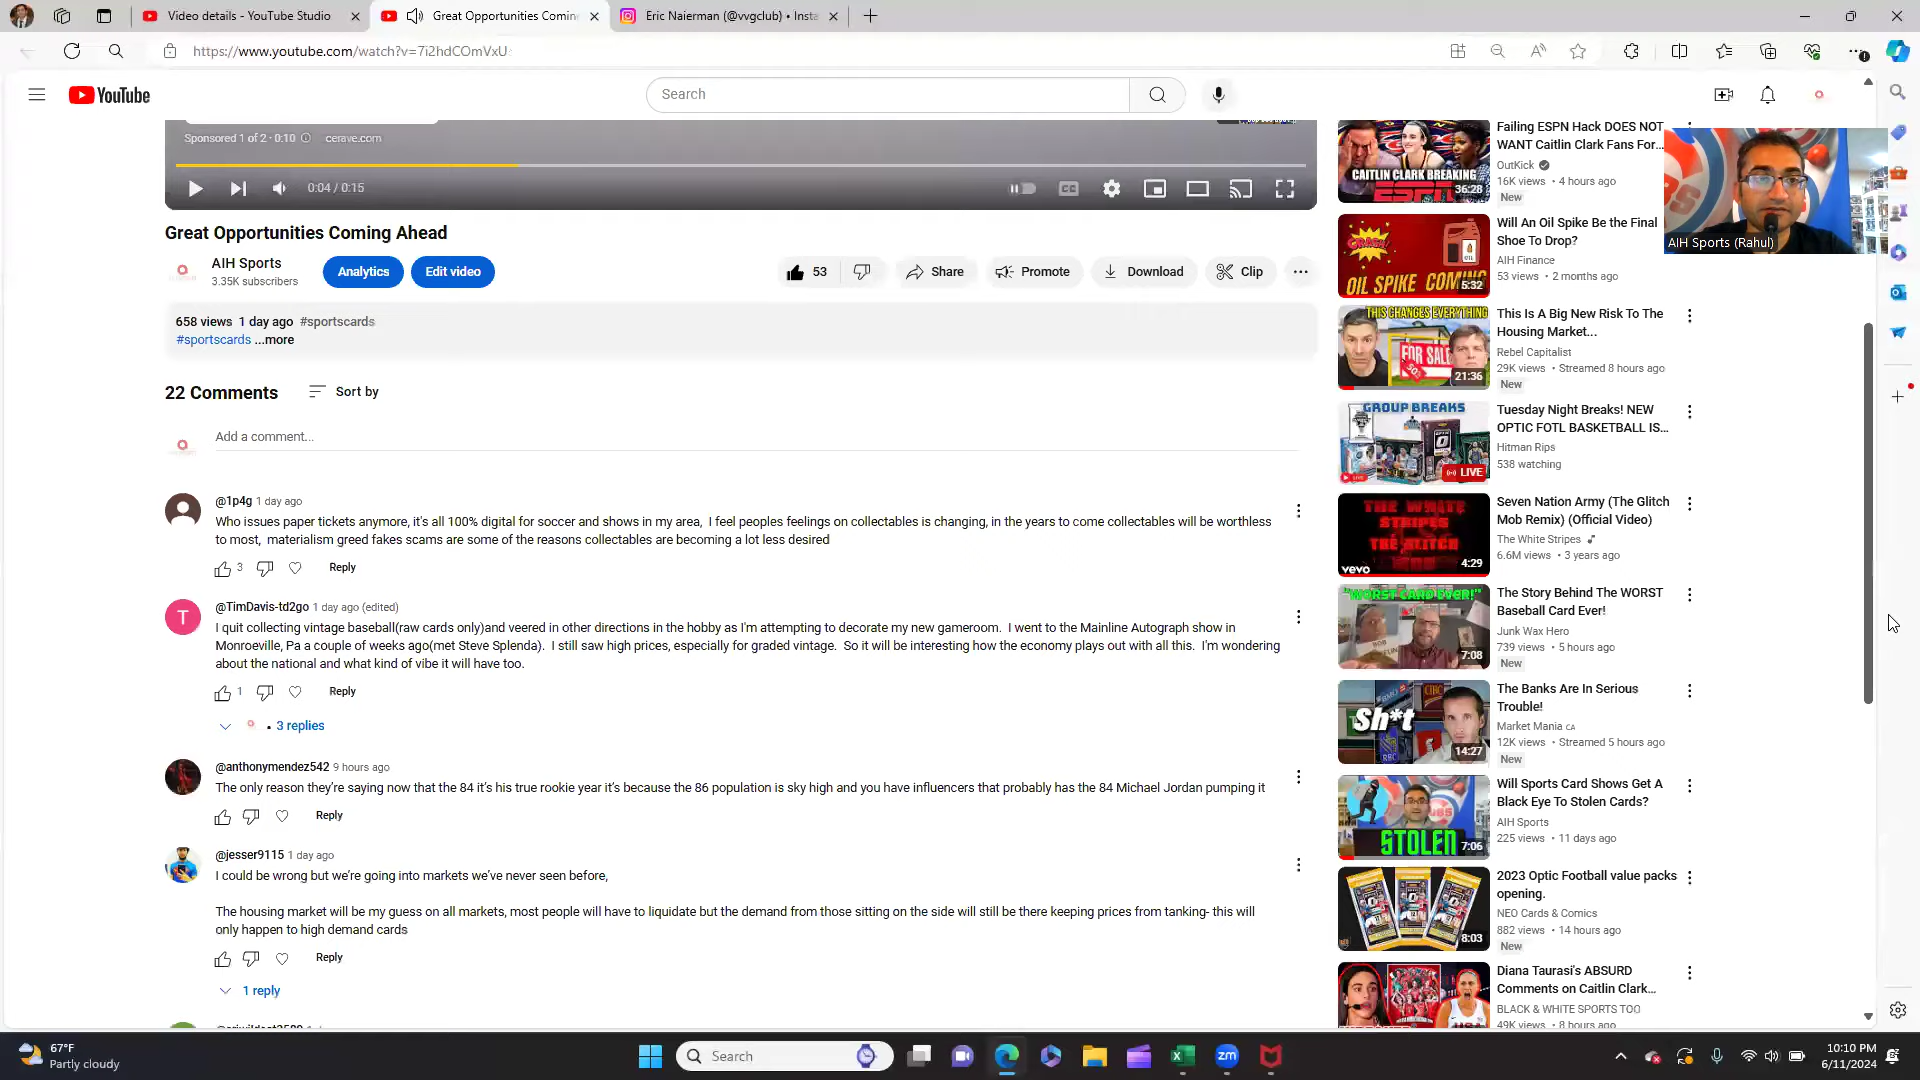 Video details - YouTube Studio
Great Opportunities Comin
Eric Naierman (@vvgclub) • Insta
https://www.youtube.com/watch?v=7i2hdCOmVxU
YouTube
Search
Sponsored 1 of 2 · 0:10
cerave.com
0:04 / 0:15
Great Opportunities Coming Ahead
AIH Sports
3.35K subscribers
Analytics
Edit video
53
Share
Promote
Download
Clip
658 views 1 day ago #sportscards
#sportscards ...more
22 Comments
Sort by
Add a comment...
@1p4g 1 day ago
Who issues paper tickets anymore, it's all 100% digital for soccer and shows in my area, I feel peoples feelings on collectables is changing, in the years to come collectables will be worthless
to most, materialism greed fakes scams are some of the reasons collectables are becoming a lot less desired
3
Reply
T
@TimDavis-td2go 1 day ago (edited)
I quit collecting vintage baseball(raw cards only)and veered in other directions in the hobby as I'm attempting to decorate my new gameroom. I went to the Mainline Autograph show in
Monroeville, Pa a couple of weeks ago(met Steve Splenda). I still saw high prices, especially for graded vintage. So it will be interesting how the economy plays out with all this. I'm wondering
about the national and what kind of vibe it will have too.
1
Reply
• 3 replies
@anthonymendez542 9 hours ago
The only reason they're saying now that the 84 it's his true rookie year it's because the 86 population is sky high and you have influencers that probably has the 84 Michael Jordan pumping it
Reply
@jesser9115 1 day ago
I could be wrong but we're going into markets we've never seen before,
The housing market will be my guess on all markets, most people will have to liquidate but the demand from those sitting on the side will still be there keeping prices from tanking- this will
only happen to high demand cards
Reply
1 reply
CAITLIN CLARK BREAKING
ESPN
36:28
Failing ESPN Hack DOES NOT
WANT Caitlin Clark Fans For...
OutKick
16K views • 4 hours ago
New
AIH Sports (Rahul)
CRASH
OIL SPIKE COMING
5:32
Will An Oil Spike Be the Final
Shoe To Drop?
AIH Finance
53 views • 2 months ago
THIS CHANGES EVERYTHING
FOR SALE
50%
21:36
This Is A Big New Risk To The
Housing Market...
Rebel Capitalist
29K views • Streamed 8 hours ago
New
GROUP BREAKS
LIVE
Tuesday Night Breaks! NEW
OPTIC FOTL BASKETBALL IS...
Hitman Rips
538 watching
THE WHITE
STRIPES
THE GLITCH
MOB REMIX
vevo
4:29
Seven Nation Army (The Glitch
Mob Remix) (Official Video)
The White Stripes
6.6M views • 3 years ago
"WORST CARD EVER!"
7:08
The Story Behind The WORST
Baseball Card Ever!
Junk Wax Hero
739 views • 5 hours ago
New
BMO
CIBC
Sh*t
RBC
14:27
The Banks Are In Serious
Trouble!
Market Mania CA
12K views • Streamed 5 hours ago
New
STOLEN
7:06
Will Sports Card Shows Get A
Black Eye To Stolen Cards?
AIH Sports
225 views • 11 days ago
8:03
2023 Optic Football value packs
opening.
NEO Cards & Comics
882 views • 14 hours ago
New
Diana Taurasi's ABSURD
Comments on Caitlin Clark...
BLACK & WHITE SPORTS TOO
49K views • 8 hours ago
67°F
Partly cloudy
Search
zm
10:10 PM
6/11/2024